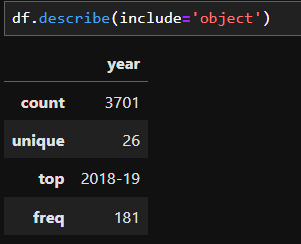 df.describe(include='object')
year
count 3701
unique 26
top 2018-19
freq 181